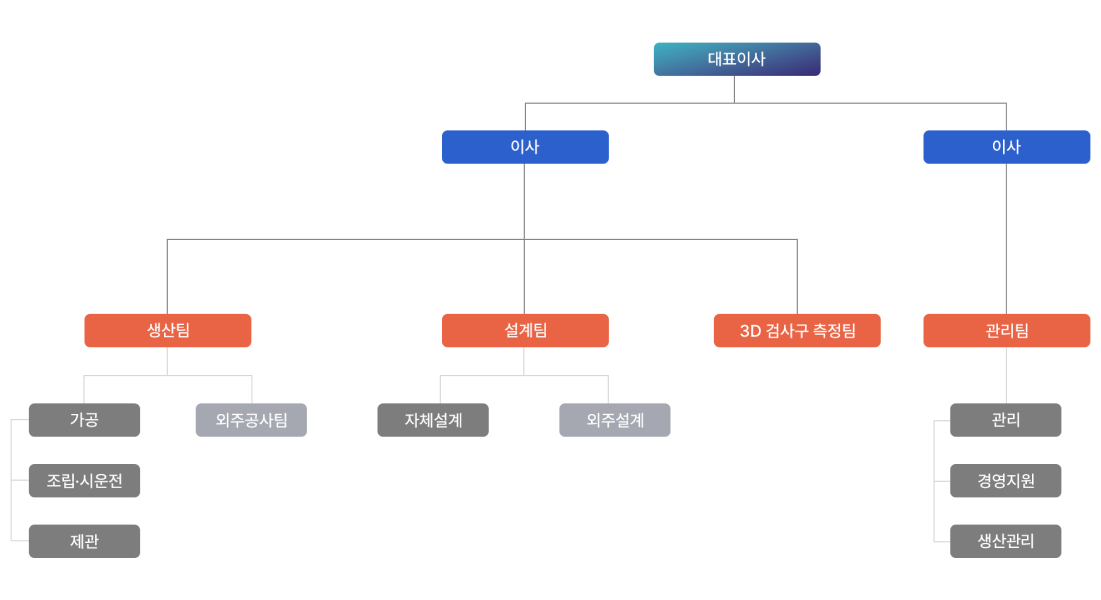 대표이사
이사
이사
생산팀
설계팀
3D 검사구 측정팀
관리팀
가공
외주공사팀
자체설계
외주설계
관리
조립·시운전
경영지원
제관
생산관리